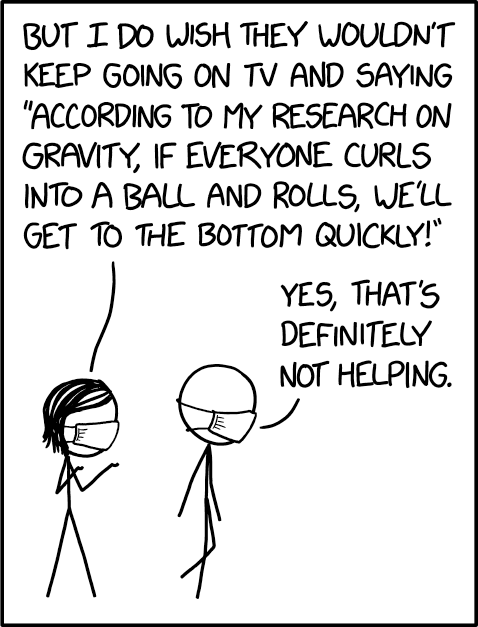 BUT I DO WISH THEY WOULDN'T
KEEP GOING ON TV AND SAYING
"ACCORDING TO MY RESEARCH ON
GRAVITY, IF EVERYONE CURLS
INTO A BALL AND ROLLS, WE'LL
GET TO THE BOTTOM QUICKLY!"
YES, THAT'S
DEFINITELY
NOT HELPING.